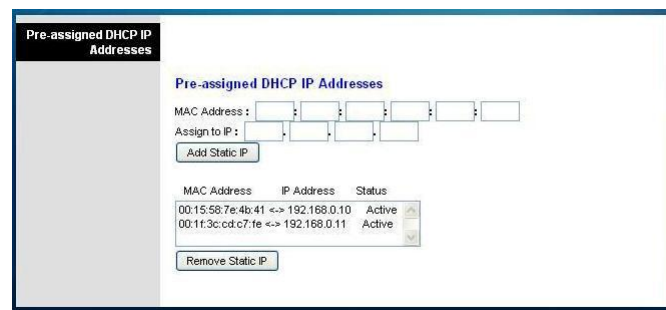 Pre-assigned DHCP IP
Addresses
Pre-assigned DHCP IP Addresses
MAC Address : : : : : :
Assign to IP : . . .
Add Static IP
MAC Address IP Address Status
00:15:58:7e:4b:41 <-> 192.168.0.10 Active
00:1f:3c:cd:c7:fe <-> 192.168.0.11 Active
Remove Static IP